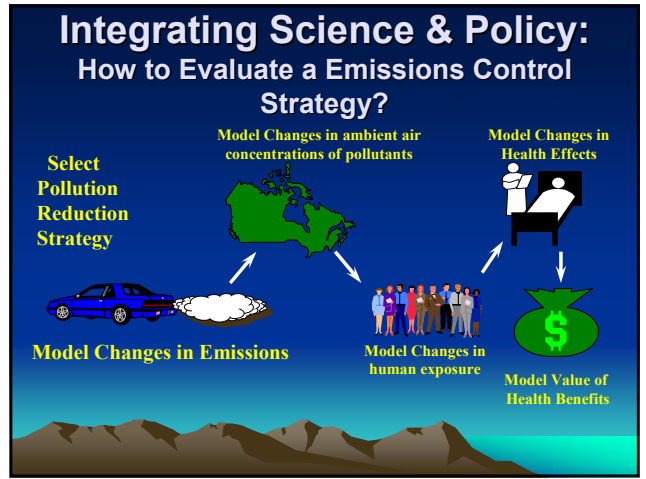 Integrating Science & Policy:
How to Evaluate a Emissions Control
Strategy?
Select
Pollution
Reduction
Strategy
Model Changes in Emissions
Model Changes in ambient air
concentrations of pollutants
Model Changes in
human exposure
Model Changes in
Health Effects
$
Model Value of
Health Benefits